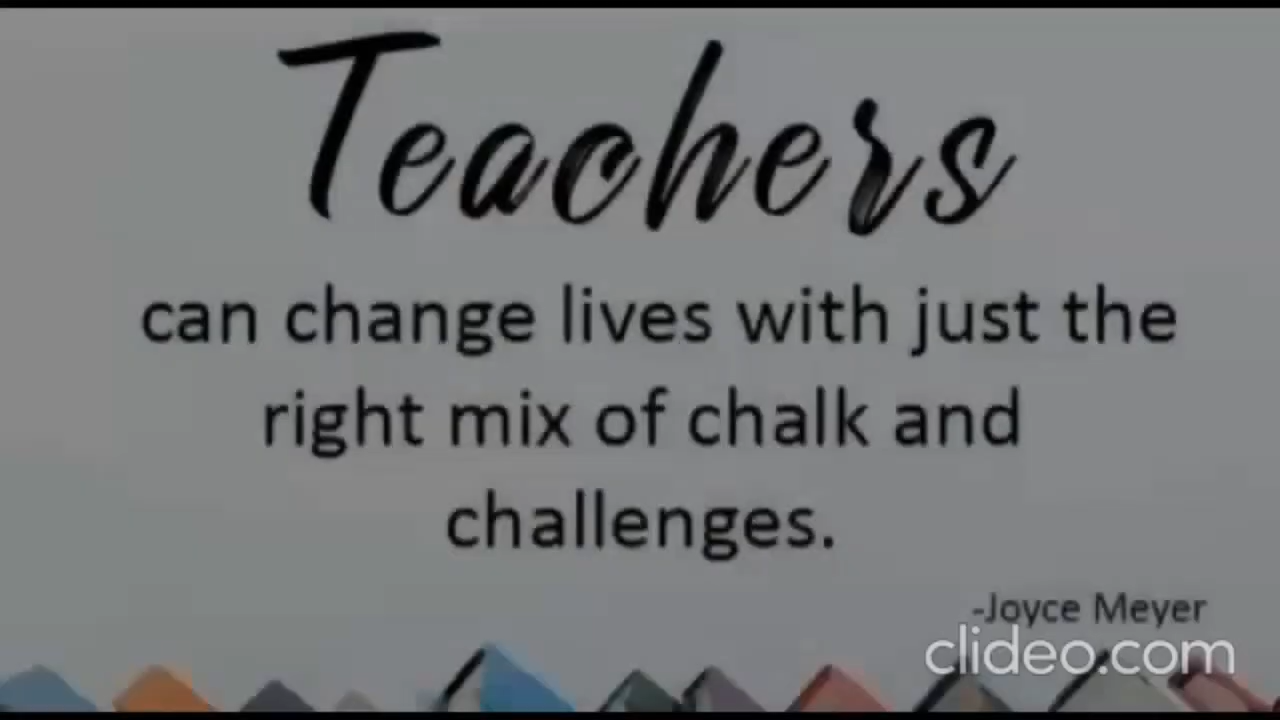 Teachers
can change lives with just the
right mix of chalk and
challenges.
-Joyce Meyer
clideo.com